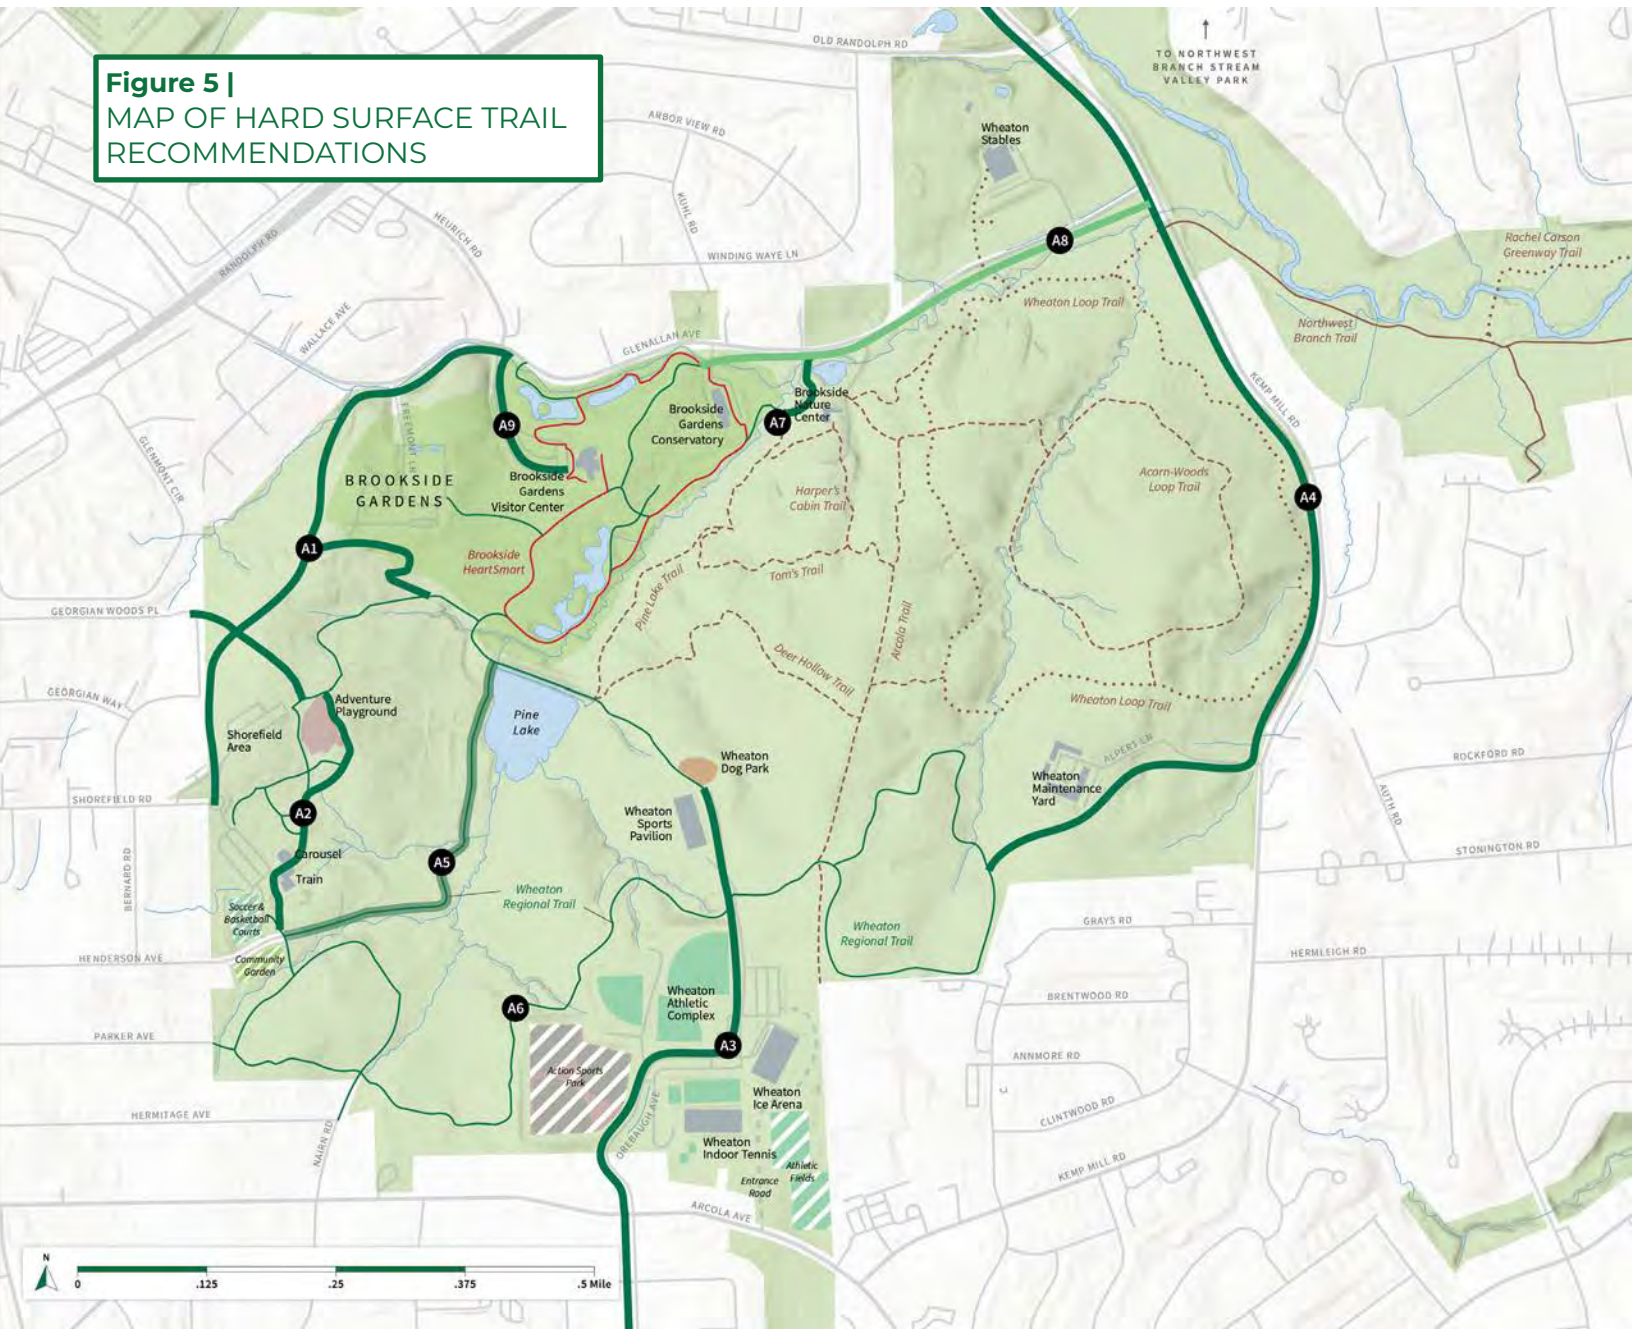 Figure 5 |
MAP OF HARD SURFACE TRAIL
RECOMMENDATIONS
OLD RANDOLPH RD
TO NORTHWEST
BRANCH STREAM
VALLEY PARK
ARBOR VIEW RD
Wheaton
Stables
KUHL RD
HEURICH RD
RANDOLPH RD
WINDING WAYE LN
A8
Rachel Carson
Greenway Trail
Wheaton Loop Trail
Northwest
Branch Trail
WALLACE AVE
GLENALLAN AVE
KEMP MILL RD
FREEMONT LN
GLENMONT CIR
A9
Brookside
Gardens
Conservatory
A7
Brookside
Nature
Center
BROOKSIDE
GARDENS
Brookside
Gardens
Visitor Center
Harper's
Cabin Trail
Acorn-Woods
Loop Trail
A4
A1
Brookside
HeartSmart
Pine Lake Trail
Tom's Trail
Arcola Trail
Deer Hollow Trail
GEORGIAN WOODS PL
GEORGIAN WAY
Adventure
Playground
Shorefield
Area
Pine
Lake
Wheaton Loop Trail
ALPERS LN
Wheaton
Dog Park
Wheaton
Maintenance
Yard
ROCKFORD RD
AUTH RD
SHOREFIELD RD
A2
Wheaton
Sports
Pavilion
BERNARD RD
Carousel
Train
A5
STONINGTON RD
Wheaton
Regional Trail
Soccer &
Basketball
Courts
Wheaton
Regional Trail
GRAYS RD
HERMLEIGH RD
HENDERSON AVE
Community
Garden
A6
Wheaton
Athletic
Complex
BRENTWOOD RD
PARKER AVE
A3
ANNMORE RD
Action Sports
Park
Wheaton
Ice Arena
CLINTWOOD RD
HERMITAGE AVE
NAIRN RD
OREBAUGH AVE
Wheaton
Indoor Tennis
Athletic
Fields
Entrance
Road
KEMP MILL RD
ARCOLA AVE
N
0 .125 .25 .375 .5 Mile